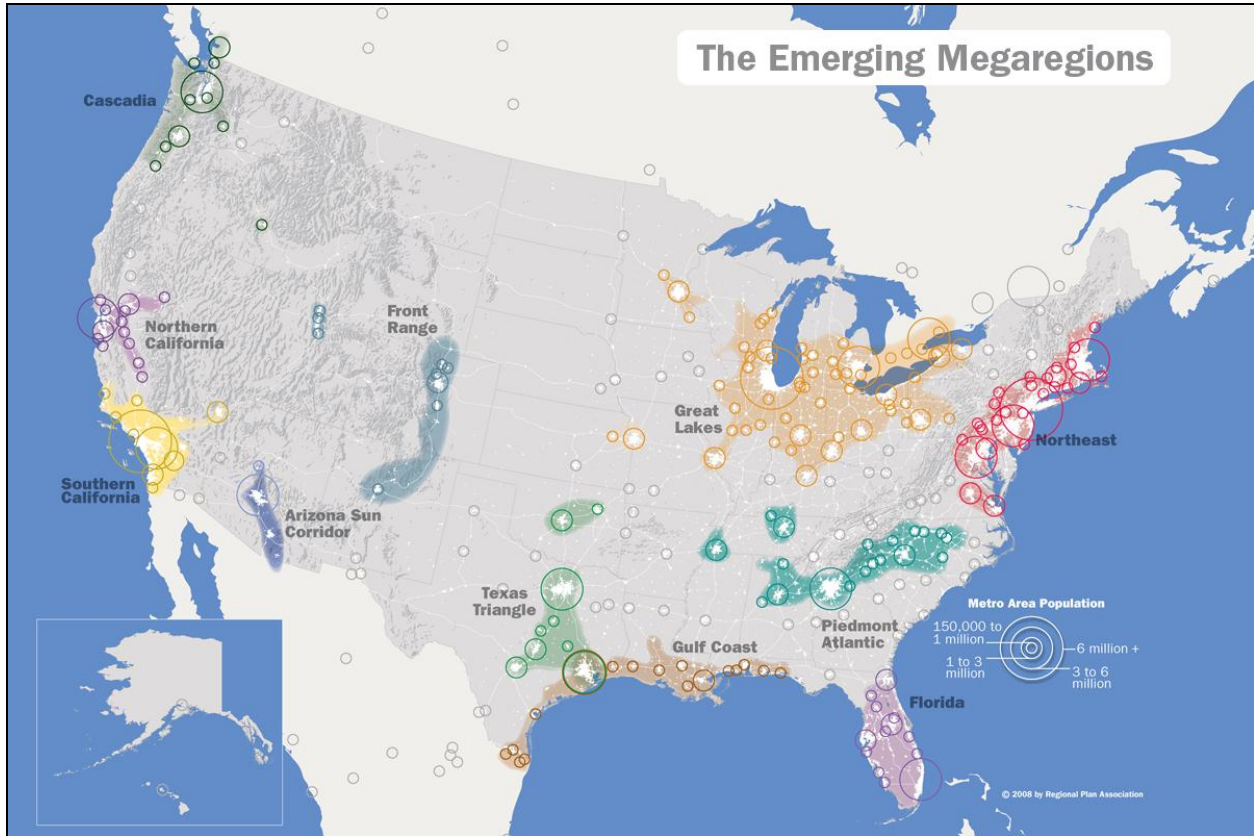 The Emerging Megaregions
Cascadia
Northern
California
Front
Range
Great
Lakes
Northeast
Southern
California
Arizona Sun
Corridor
Texas
Triangle
Gulf Coast
Piedmont
Atlantic
Florida
Metro Area Population
150,000 to
1 million
1 to 3
million
6 million +
3 to 6
million
© 2008 by Regional Plan Association